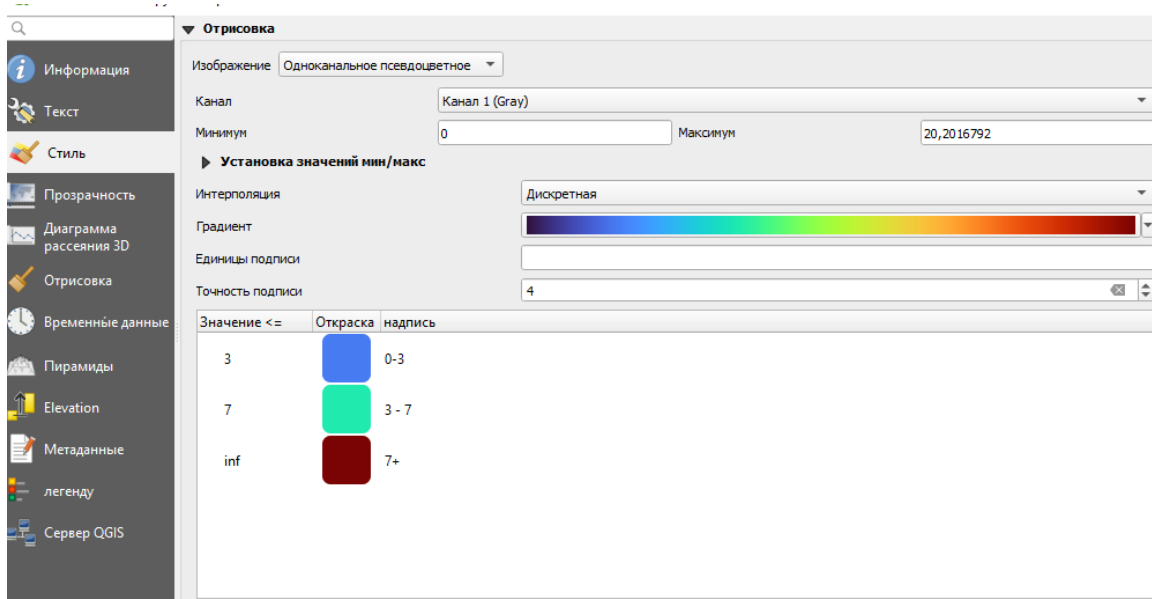 Отрисовка
Информация
Изображение Одноканальное псевдоцветное
Текст
Канал Канал 1 (Gray)
Минимум 0 Максимум 20,2016792
Стиль
Установка значений мин/макс
Прозрачность
Интерполяция Дискретная
Диаграмма
рассеяния 3D
Градиент
Единицы подписи
Отрисовка
Точность подписи 4
Временные данные
Значение <= Откраска надпись
Пирамиды
3 0-3
Elevation
7 3 - 7
Метаданные
inf 7+
легенду
Сервер QGIS